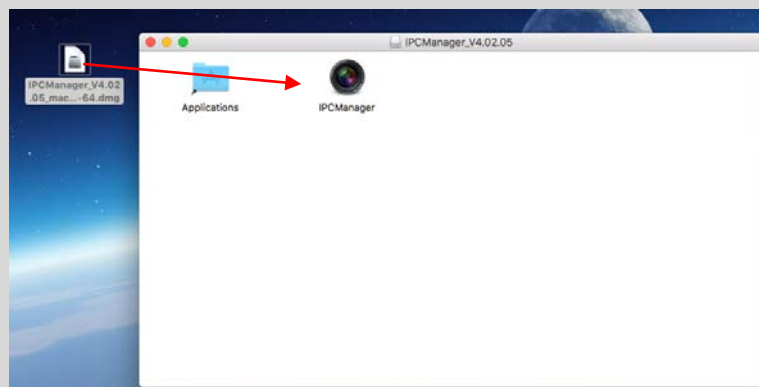 IPCManager_V4.02.05
IPCManager_V4.02
.05_mac...-64.dmg
Applications
IPCManager